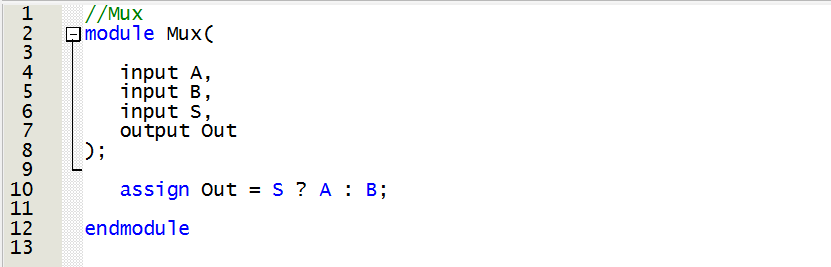 1 //Mux
2 module Mux(
3
4 input A,
5 input B,
6 input S,
7 output Out
8 );
9
10 assign Out = S ? A : B;
11
12 endmodule
13